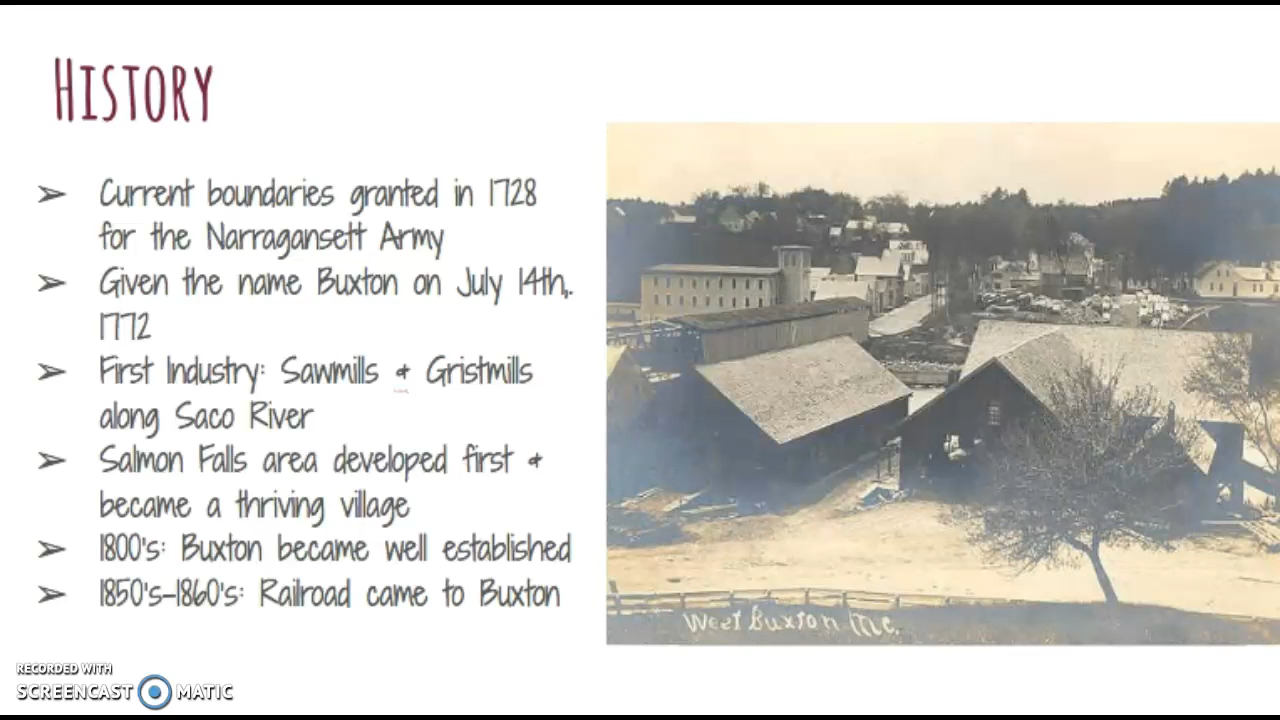 History
➢ Current boundaries granted in 1728
for the Narragansett Army
➢ Given the name Buxton on July 14th,.
1772
➢ First Industry: Sawmills & Gristmills
along Saco River
➢ Salmon Falls area developed first &
became a thriving village
➢ 1800's: Buxton became well established
➢ 1850's-1860's: Railroad came to Buxton
West Buxton Me.
RECORDED WITH
SCREENCAST MATIC